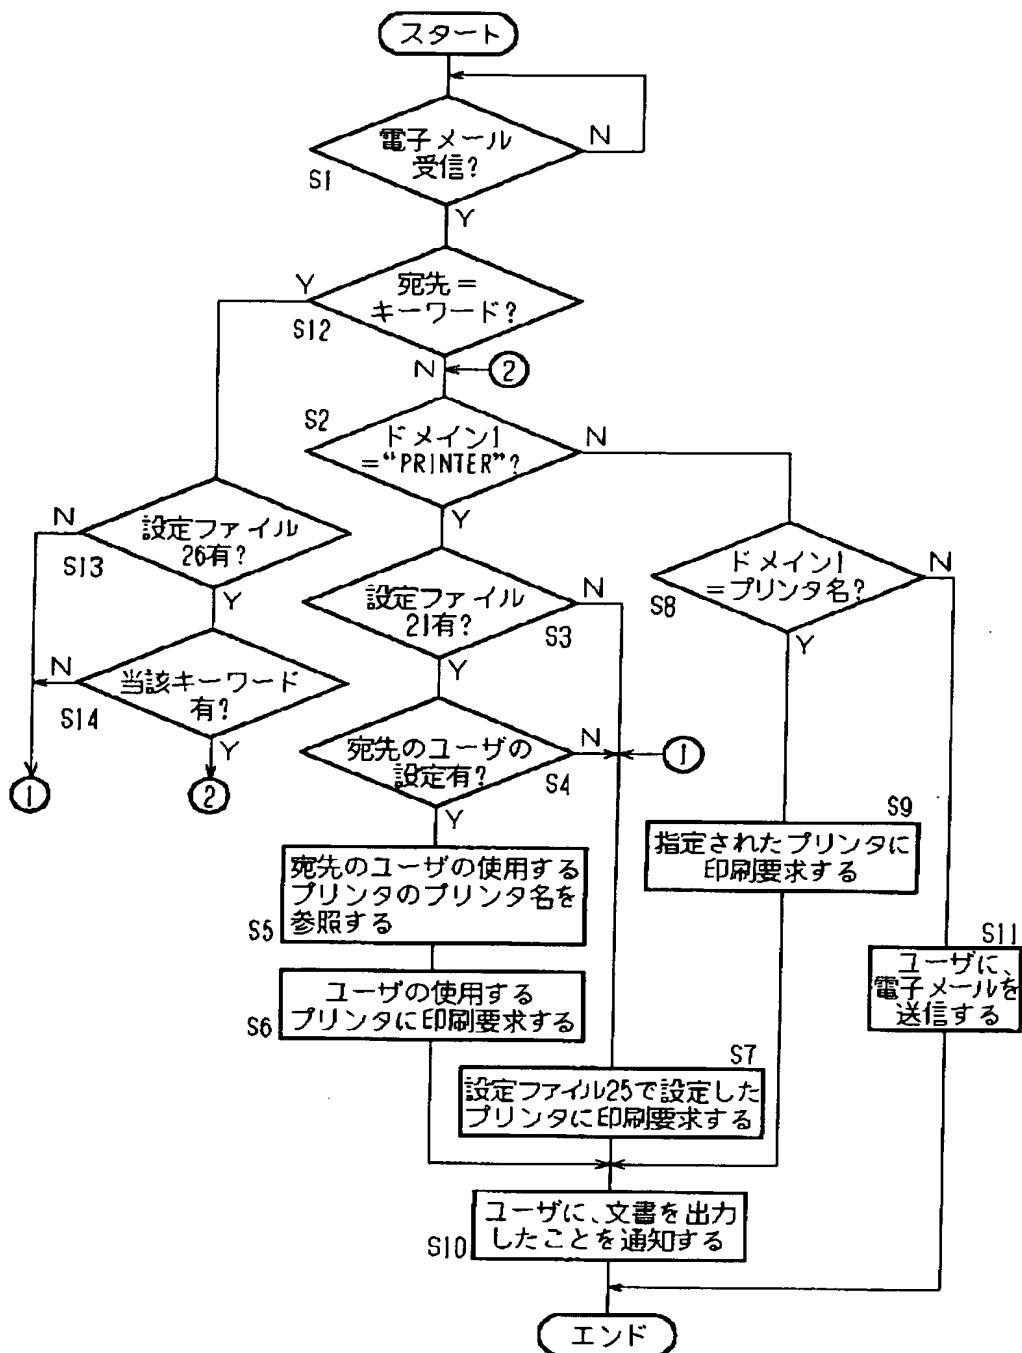 スタート
電子メール
受信?
N
S1
Y
Y
宛先=
キーワード?
S12
N
②
S2
ドメイン1
="PRINTER"?
N
Y
N
設定ファイル
26有?
S13
Y
設定ファイル
21有?
N
S3
Y
ドメイン1
=プリンタ名?
N
S8
Y
N
当該キーワード
有?
S14
Y
宛先のユーザの
設定有?
N
S4
Y
①
①
②
S9
指定されたプリンタに
印刷要求する
宛先のユーザの使用する
プリンタのプリンタ名を
参照する
S5
S11
ユーザに、
電子メールを
送信する
ユーザの使用する
プリンタに印刷要求する
S6
S7
設定ファイル25で設定した
プリンタに印刷要求する
ユーザに、文書を出力
したことを通知する
S10
エンド